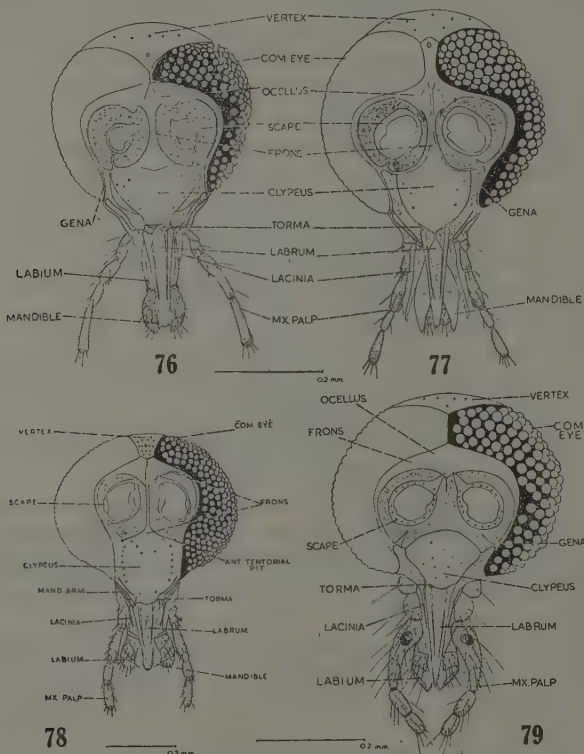 VERTEX
COM EYE
OCELLUS
SCAPE
FRONS
CLYPEUS
GENA
GENA
TORMA
LABRUM
LABIUM
LACINIA
MANDIBLE
MANDIBLE
MX. PALP
76
77
0.2 mm
VERTEX
COM EYE
SCAPE
FRONS
CLYPEUS
ANT TENTORIAL
PIT
MAND ARM
TORMA
LACINIA
LABRUM
LABIUM
MANDIBLE
MX PALP
78
0.2 mm
OCELLUS
VERTEX
FRONS
COM
EYE
SCAPE
GENA
TORMA
CLYPEUS
LACINIA
LABRUM
LABIUM
MX. PALP
79
0.2 mm